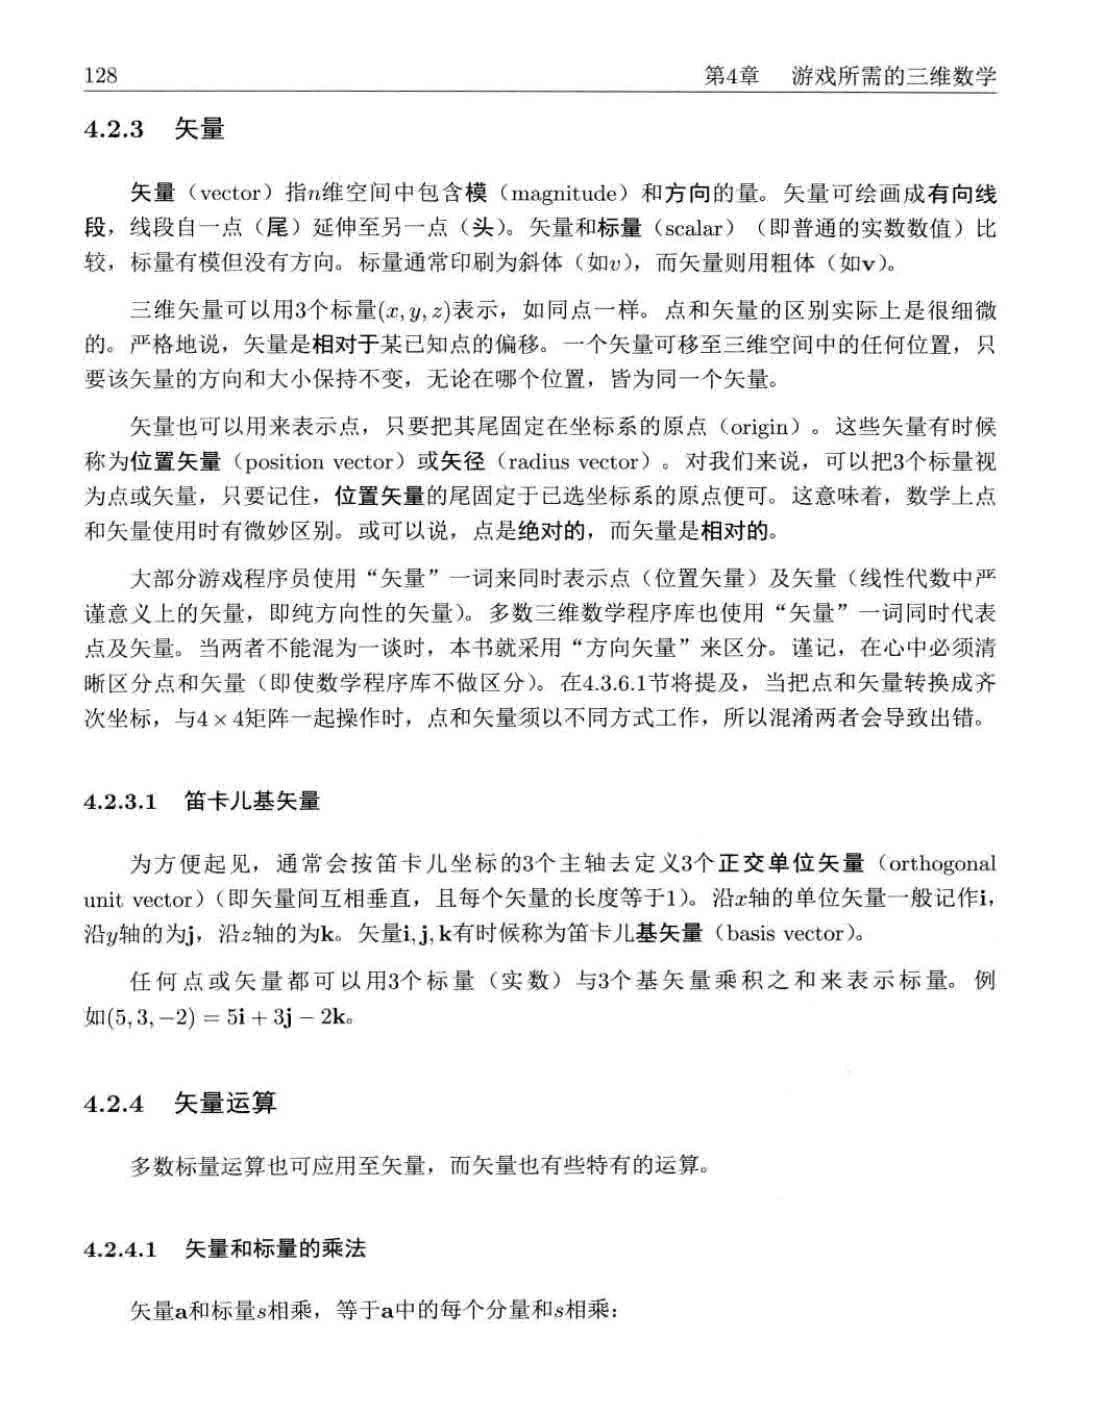 128
第4章 游戏所需的三维数学
4.2.3 矢量
矢量（vector）指n维空间中包含模（magnitude）和方向的量。矢量可绘画成有向线
段，线段自一点（尾）延伸至另一点（头）。矢量和标量（scalar）（即普通的实数数值）比
较，标量有模但没有方向。标量通常印刷为斜体（如v），而矢量则用粗体（如v）。
三维矢量可以用3个标量(x, y, z)表示，如同点一样。点和矢量的区别实际上是很细微
的。严格地说，矢量是相对于某已知点的偏移。一个矢量可移至三维空间中的任何位置，只
要该矢量的方向和大小保持不变，无论在哪个位置，皆为同一个矢量。
矢量也可以用来表示点，只要把其尾固定在坐标系的原点（origin）。这些矢量有时候
称为位置矢量（position vector）或矢径（radius vector）。对我们来说，可以把3个标量视
为点或矢量，只要记住，位置矢量的尾固定于已选坐标系的原点便可。这意味着，数学上点
和矢量使用时有微妙区别。或可以说，点是绝对的，而矢量是相对的。
大部分游戏程序员使用“矢量”一词来同时表示点（位置矢量）及矢量（线性代数中严
谨意义上的矢量，即纯方向性的矢量）。多数三维数学程序库也使用“矢量”一词同时代表
点及矢量。当两者不能混为一谈时，本书就采用“方向矢量”来区分。谨记，在心中必须清
晰区分点和矢量（即使数学程序库不做区分）。在4.3.6.1节将提及，当把点和矢量转换成齐
次坐标，与4 × 4矩阵一起操作时，点和矢量须以不同方式工作，所以混淆两者会导致出错。
4.2.3.1 笛卡儿基矢量
为方便起见，通常会按笛卡儿坐标的3个主轴去定义3个正交单位矢量（orthogonal
unit vector）（即矢量间互相垂直，且每个矢量的长度等于1）。沿x轴的单位矢量一般记作i，
沿y轴的为j，沿z轴的为k。矢量i, j, k有时候称为笛卡儿基矢量（basis vector）。
任何点或矢量都可以用3个标量（实数）与3个基矢量乘积之和来表示标量。例
如(5, 3, −2) = 5i + 3j − 2k。
4.2.4 矢量运算
多数标量运算也可应用至矢量，而矢量也有些特有的运算。
4.2.4.1 矢量和标量的乘法
矢量a和标量s相乘，等于a中的每个分量和s相乘：